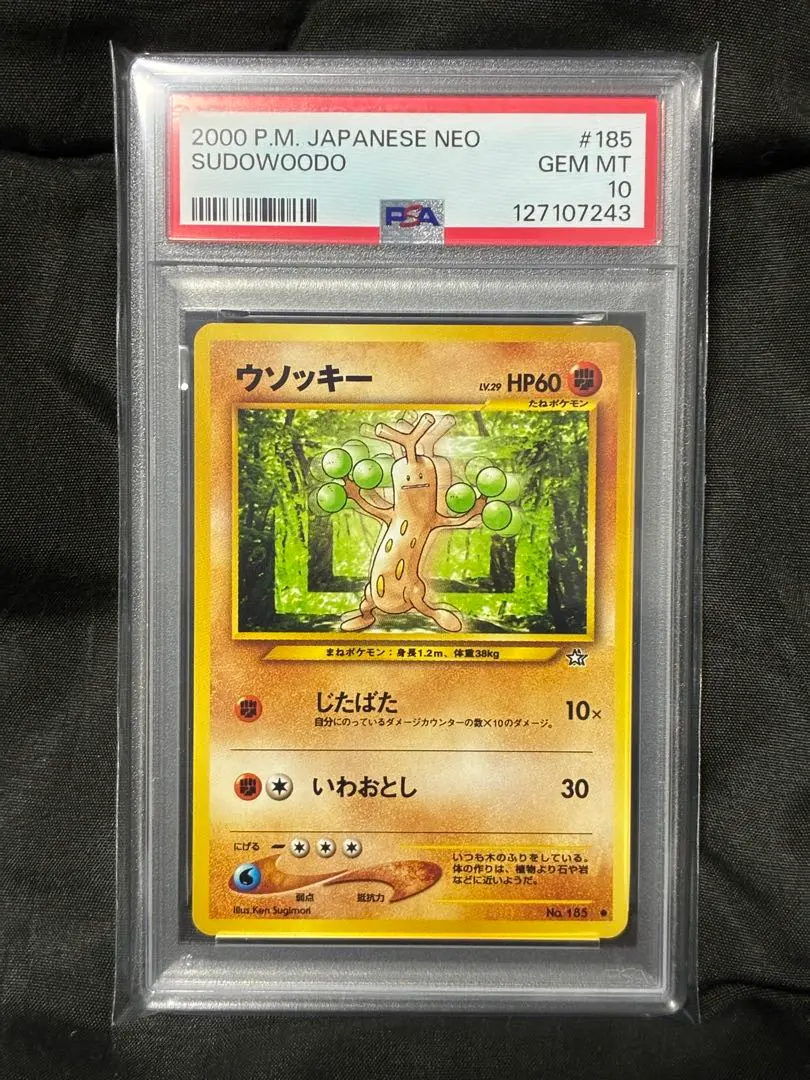 2000 P.M. JAPANESE NEO #185
SUDOWOODO GEM MT
10
PSA 127107243
ウソッキー LV.29 HP60
たねポケモン
まねポケモン：身長1.2m、体重38kg
じたばた 10×
自分にのっているダメージカウンターの数×10のダメージ。
いわおとし 30
にげる
いつも木のふりをしている。
体の作りは、植物より石や岩
などに近いようだ。
弱点 抵抗力
Illus. Ken Sugimori No. 185